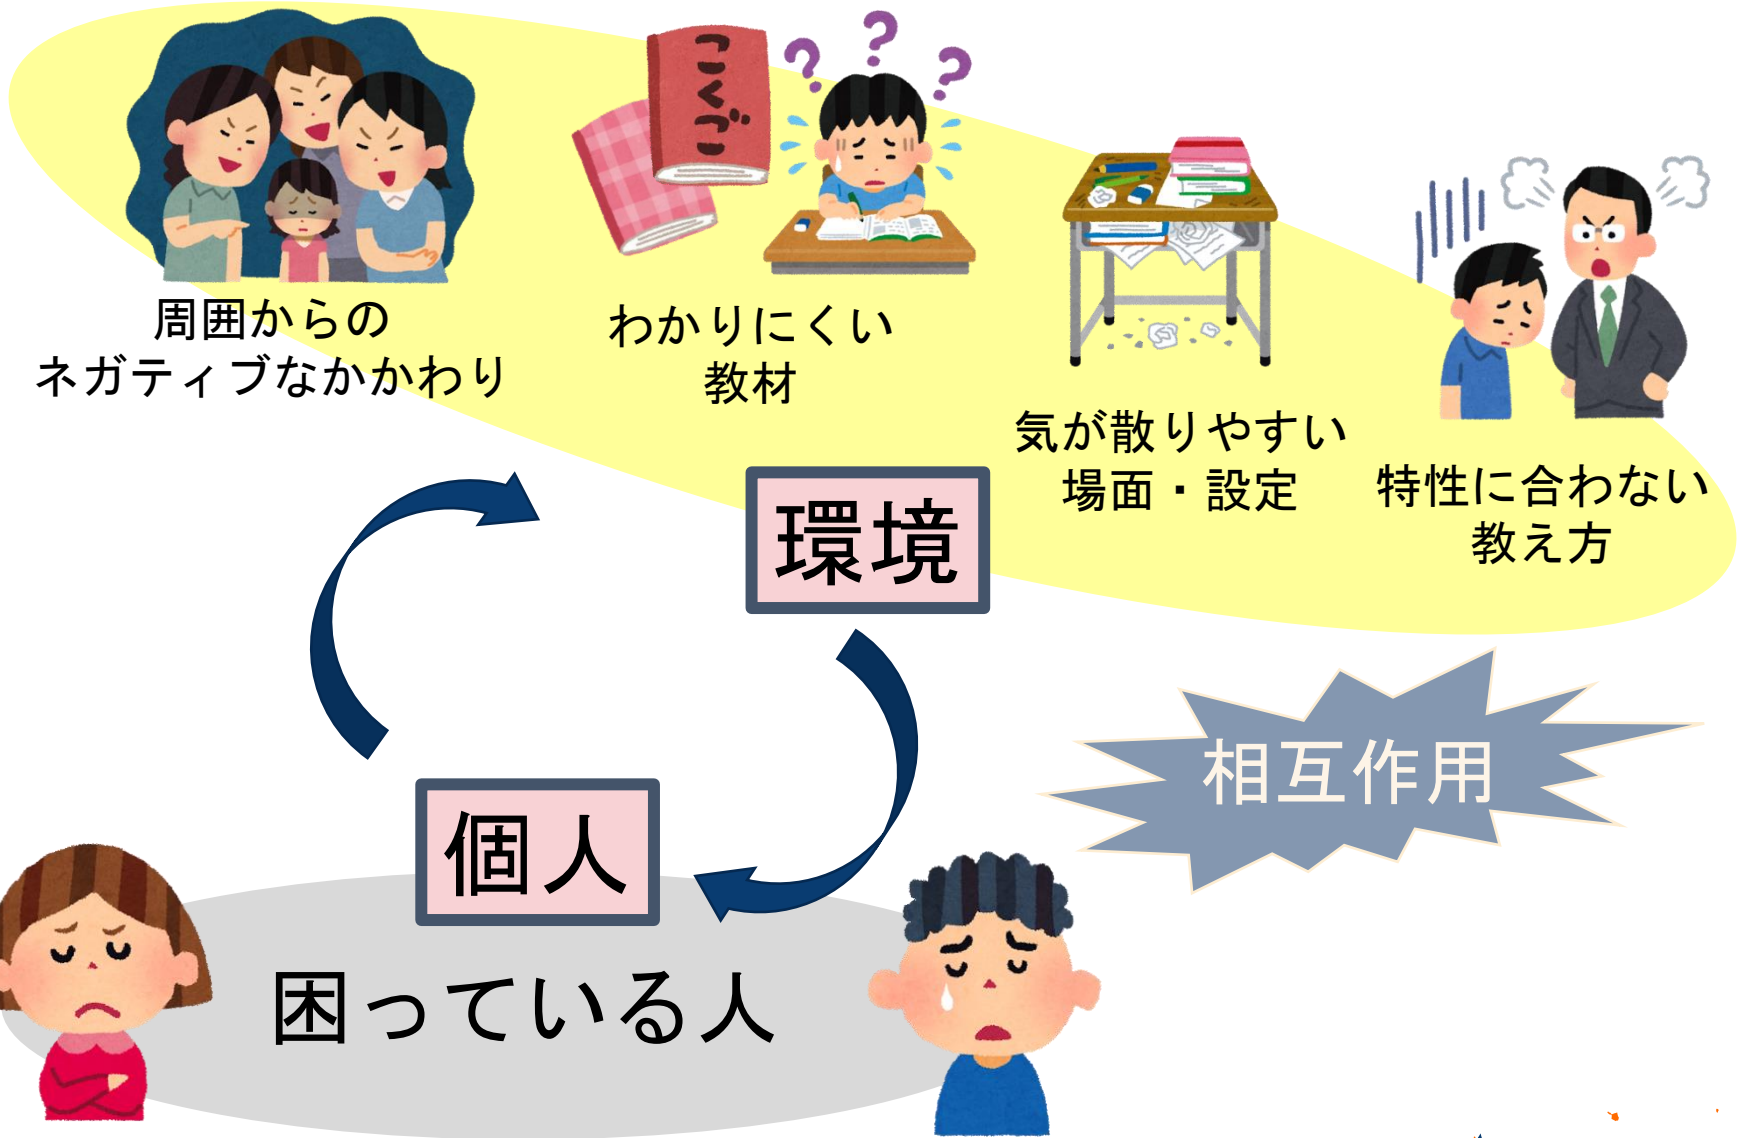 こくご
周囲からの
ネガティブなかかわり
わかりにくい
教材
気が散りやすい
場面・設定
特性に合わない
教え方
環境
相互作用
個人
困っている人